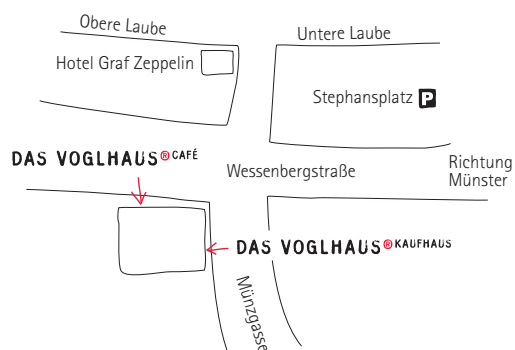 Obere Laube
Untere Laube
Hotel Graf Zeppelin
Stephansplatz P
DAS VOGLHAUS® CAFÉ
Wessenbergstraße
Richtung
Münster
DAS VOGLHAUS® KAUFHAUS
Münzgasse